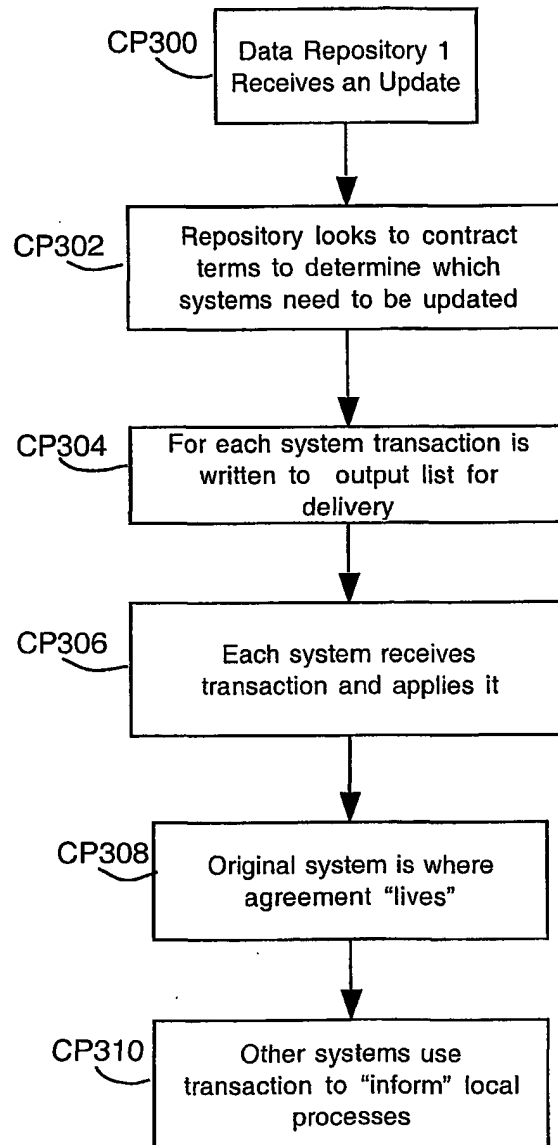 CP300
Data Repository 1
Receives an Update
CP302
Repository looks to contract
terms to determine which
systems need to be updated
CP304
For each system transaction is
written to output list for
delivery
CP306
Each system receives
transaction and applies it
CP308
Original system is where
agreement "lives"
CP310
Other systems use
transaction to "inform" local
processes